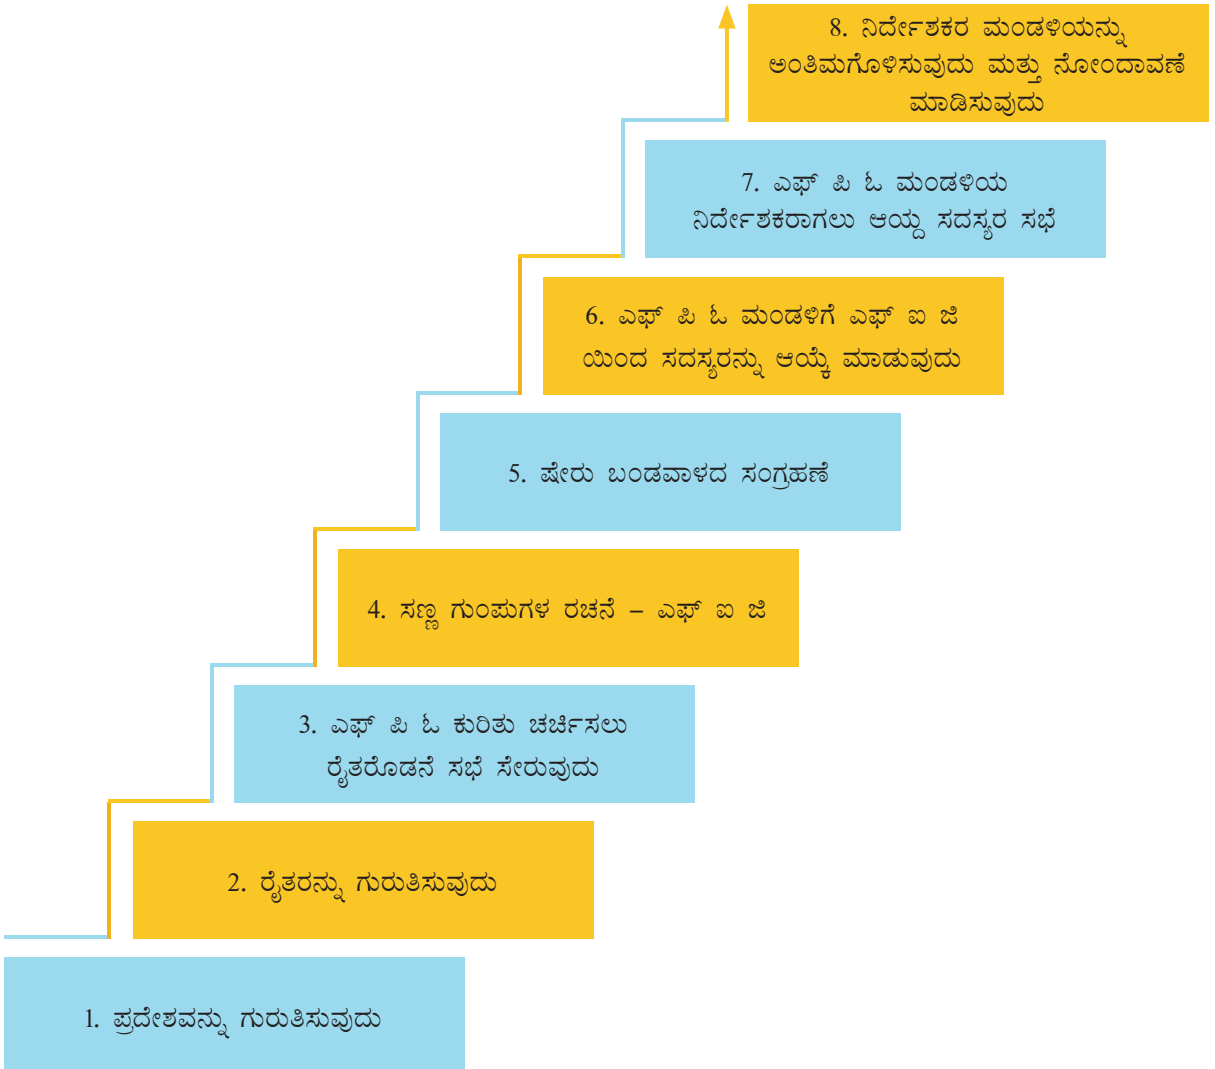 8. ನಿರ್ದೇಶಕರ ಮಂಡಳಿಯನ್ನು
ಅಂತಿಮಗೊಳಿಸುವುದು ಮತ್ತು ನೋಂದಾವಣೆ
ಮಾಡಿಸುವುದು
7. ಎಫ್ ಪಿ ಓ ಮಂಡಳಿಯ
ನಿರ್ದೇಶಕರಾಗಲು ಆಯ್ದ ಸದಸ್ಯರ ಸಭೆ
6. ಎಫ್ ಪಿ ಓ ಮಂಡಳಿಗೆ ಎಫ್ ಐ ಜಿ
ಯಿಂದ ಸದಸ್ಯರನ್ನು ಆಯ್ಕೆ ಮಾಡುವುದು
5. ಷೇರು ಬಂಡವಾಳದ ಸಂಗ್ರಹಣೆ
4. ಸಣ್ಣ ಗುಂಪುಗಳ ರಚನೆ – ಎಫ್ ಐ ಜಿ
3. ಎಫ್ ಪಿ ಓ ಕುರಿತು ಚರ್ಚಿಸಲು
ರೈತರೊಡನೆ ಸಭೆ ಸೇರುವುದು
2. ರೈತರನ್ನು ಗುರುತಿಸುವುದು
1. ಪ್ರದೇಶವನ್ನು ಗುರುತಿಸುವುದು